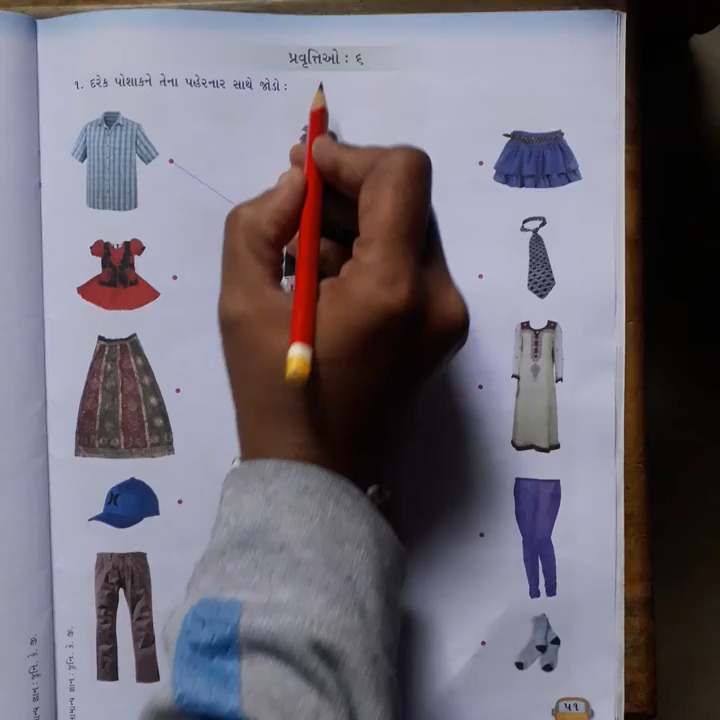 પ્રવૃત્તિઓ : ૬
૧. દરેક પોશાકને તેના પહેરનાર સાથે જોડો :
૫૧